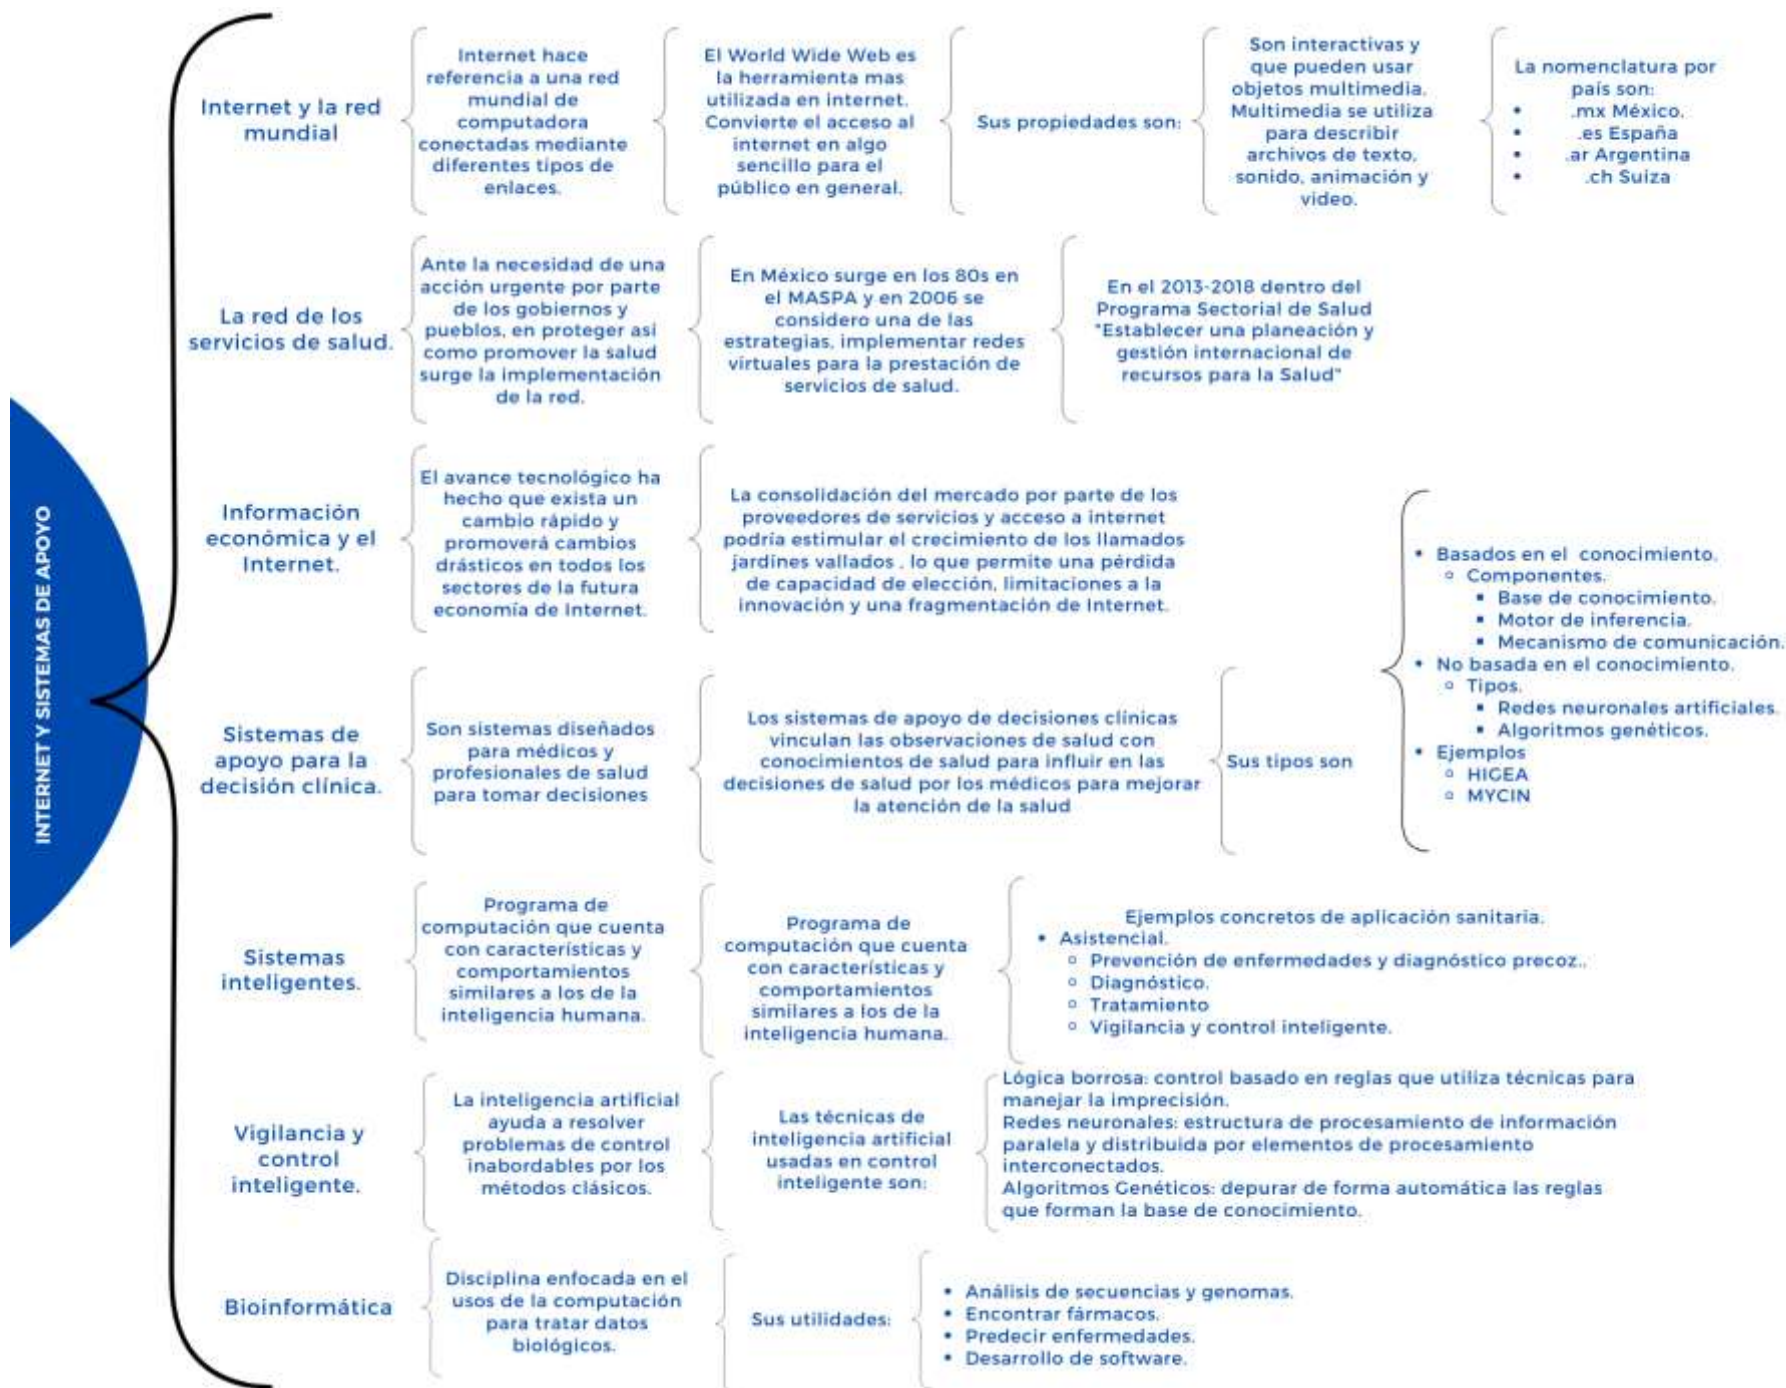 INTERNET Y SISTEMAS DE APOYO
Internet y la red
mundial
Internet hace
referencia a una red
mundial de
computadora
conectadas mediante
diferentes tipos de
enlaces.
El World Wide Web es
la herramienta mas
utilizada en internet.
Convierte el acceso al
internet en algo
sencillo para el
público en general.
Sus propiedades son:
Son interactivas y
que pueden usar
objetos multimedia.
Multimedia se utiliza
para describir
archivos de texto,
sonido, animación y
video.
La nomenclatura por
país son:
• .mx México.
• .es España
• .ar Argentina
• .ch Suiza
La red de los
servicios de salud.
Ante la necesidad de una
acción urgente por parte
de los gobiernos y
pueblos, en proteger asi
como promover la salud
surge la implementación
de la red.
En México surge en los 80s en
el MASPA y en 2006 se
considero una de las
estrategias, implementar redes
virtuales para la prestación de
servicios de salud.
En el 2013-2018 dentro del
Programa Sectorial de Salud
"Establecer una planeación y
gestión internacional de
recursos para la Salud"
Información
económica y el
Internet.
El avance tecnológico ha
hecho que exista un
cambio rápido y
promoverá cambios
drásticos en todos los
sectores de la futura
economía de Internet.
La consolidación del mercado por parte de los
proveedores de servicios y acceso a internet
podría estimular el crecimiento de los llamados
jardines vallados , lo que permite una pérdida
de capacidad de elección, limitaciones a la
innovación y una fragmentación de Internet.
Sistemas de
apoyo para la
decisión clínica.
Son sistemas diseñados
para médicos y
profesionales de salud
para tomar decisiones
Los sistemas de apoyo de decisiones clínicas
vinculan las observaciones de salud con
conocimientos de salud para influir en las
decisiones de salud por los médicos para mejorar
la atención de la salud
Sus tipos son
• Basados en el conocimiento.
◦ Componentes.
▪ Base de conocimiento.
▪ Motor de inferencia.
▪ Mecanismo de comunicación.
• No basada en el conocimiento.
◦ Tipos.
▪ Redes neuronales artificiales.
▪ Algoritmos genéticos.
• Ejemplos
◦ HIGEA
◦ MYCIN
Sistemas
inteligentes.
Programa de
computación que cuenta
con características y
comportamientos
similares a los de la
inteligencia humana.
Programa de
computación que cuenta
con características y
comportamientos
similares a los de la
inteligencia humana.
Ejemplos concretos de aplicación sanitaria.
• Asistencial.
◦ Prevención de enfermedades y diagnóstico precoz..
◦ Diagnóstico.
◦ Tratamiento
◦ Vigilancia y control inteligente.
Vigilancia y
control
inteligente.
La inteligencia artificial
ayuda a resolver
problemas de control
inabordables por los
métodos clásicos.
Las técnicas de
inteligencia artificial
usadas en control
inteligente son:
Lógica borrosa: control basado en reglas que utiliza técnicas para
manejar la imprecisión.
Redes neuronales: estructura de procesamiento de información
paralela y distribuida por elementos de procesamiento
interconectados.
Algoritmos Genéticos: depurar de forma automática las reglas
que forman la base de conocimiento.
Bioinformática
Disciplina enfocada en el
usos de la computación
para tratar datos
biológicos.
Sus utilidades:
• Análisis de secuencias y genomas.
• Encontrar fármacos.
• Predecir enfermedades.
• Desarrollo de software.